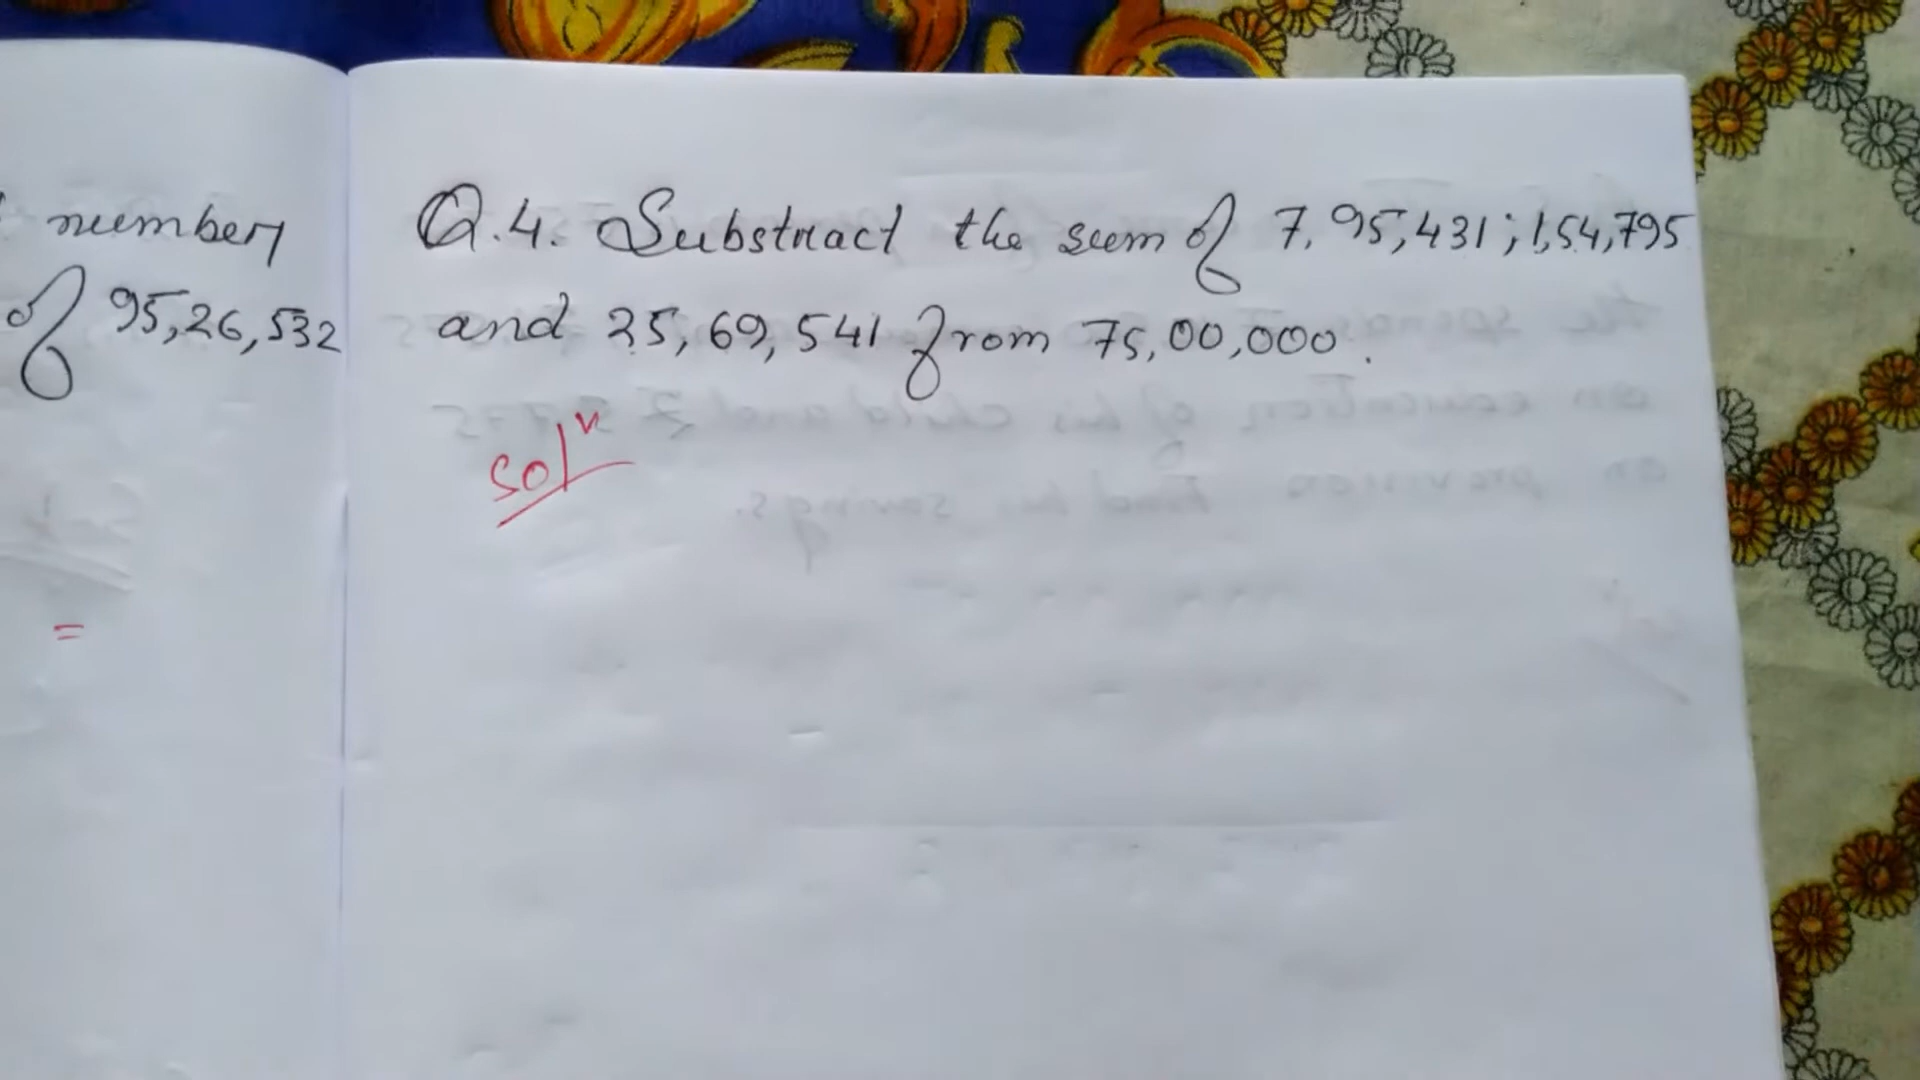 number
of 95,26,532
=
Q.4. Substract the sum of 7,95,431; 1,54,795
and 25,69,541 from 75,00,000.
Solⁿ